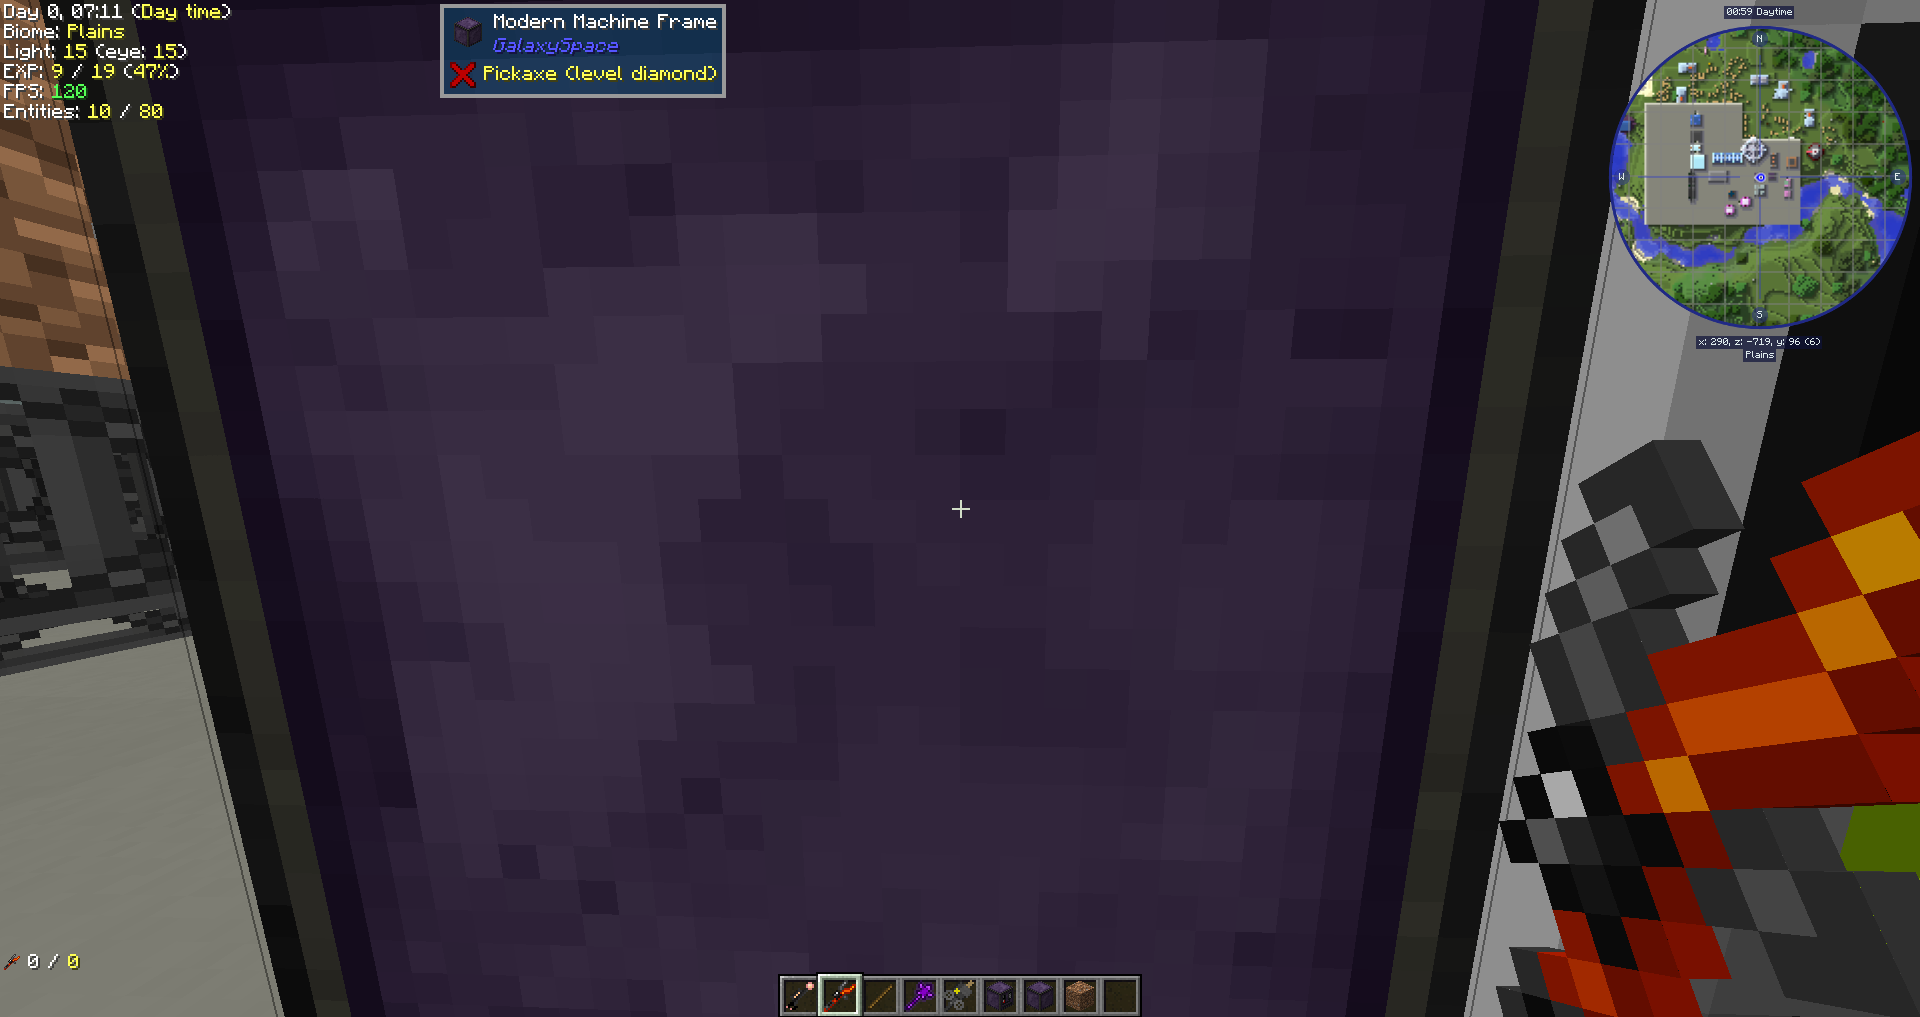 Day 0, 07:11 (Day time)
Biome: Plains
Light: 15 (eye: 15)
EXP: 9 / 19 (47%)
FPS: 120
Entities: 10 / 80
Modern Machine Frame
GalaxySpace
Pickaxe (level diamond)
00:59 Daytime
N
W
E
S
x: 290, z: -719, y: 96 (6)
Plains
0 / 0